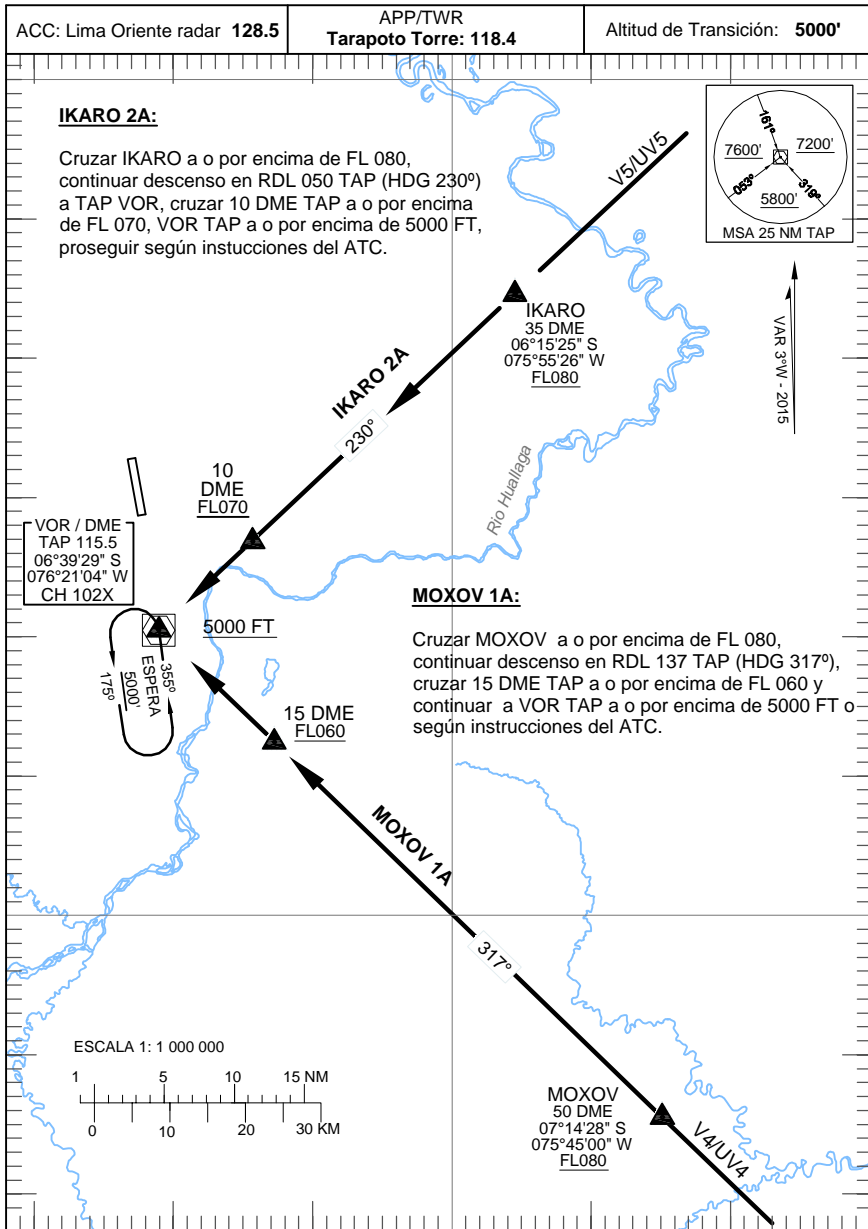 ACC: Lima Oriente radar 128.5
APP/TWR
Tarapoto Torre: 118.4
Altitud de Transición: 5000'
IKARO 2A:
Cruzar IKARO a o por encima de FL 080,
continuar descenso en RDL 050 TAP (HDG 230º)
a TAP VOR, cruzar 10 DME TAP a o por encima
de FL 070, VOR TAP a o por encima de 5000 FT,
proseguir según instucciones del ATC.
V5/UV5
161º
7600'
7200'
053º
319º
5800'
MSA 25 NM TAP
VAR 3°W - 2015
IKARO
35 DME
06°15'25" S
075°55'26" W
FL080
IKARO 2A
230°
Rio Huallaga
10
DME
FL070
VOR / DME
TAP 115.5
06°39'29" S
076°21'04" W
CH 102X
5000 FT
355º
ESPERA
5000'
175º
MOXOV 1A:
Cruzar MOXOV a o por encima de FL 080,
continuar descenso en RDL 137 TAP (HDG 317º),
cruzar 15 DME TAP a o por encima de FL 060 y
continuar a VOR TAP a o por encima de 5000 FT o
según instrucciones del ATC.
15 DME
FL060
MOXOV 1A
317°
ESCALA 1: 1 000 000
1 5 10 15 NM
0 10 20 30 KM
MOXOV
50 DME
07°14'28" S
075°45'00" W
FL080
V4/UV4